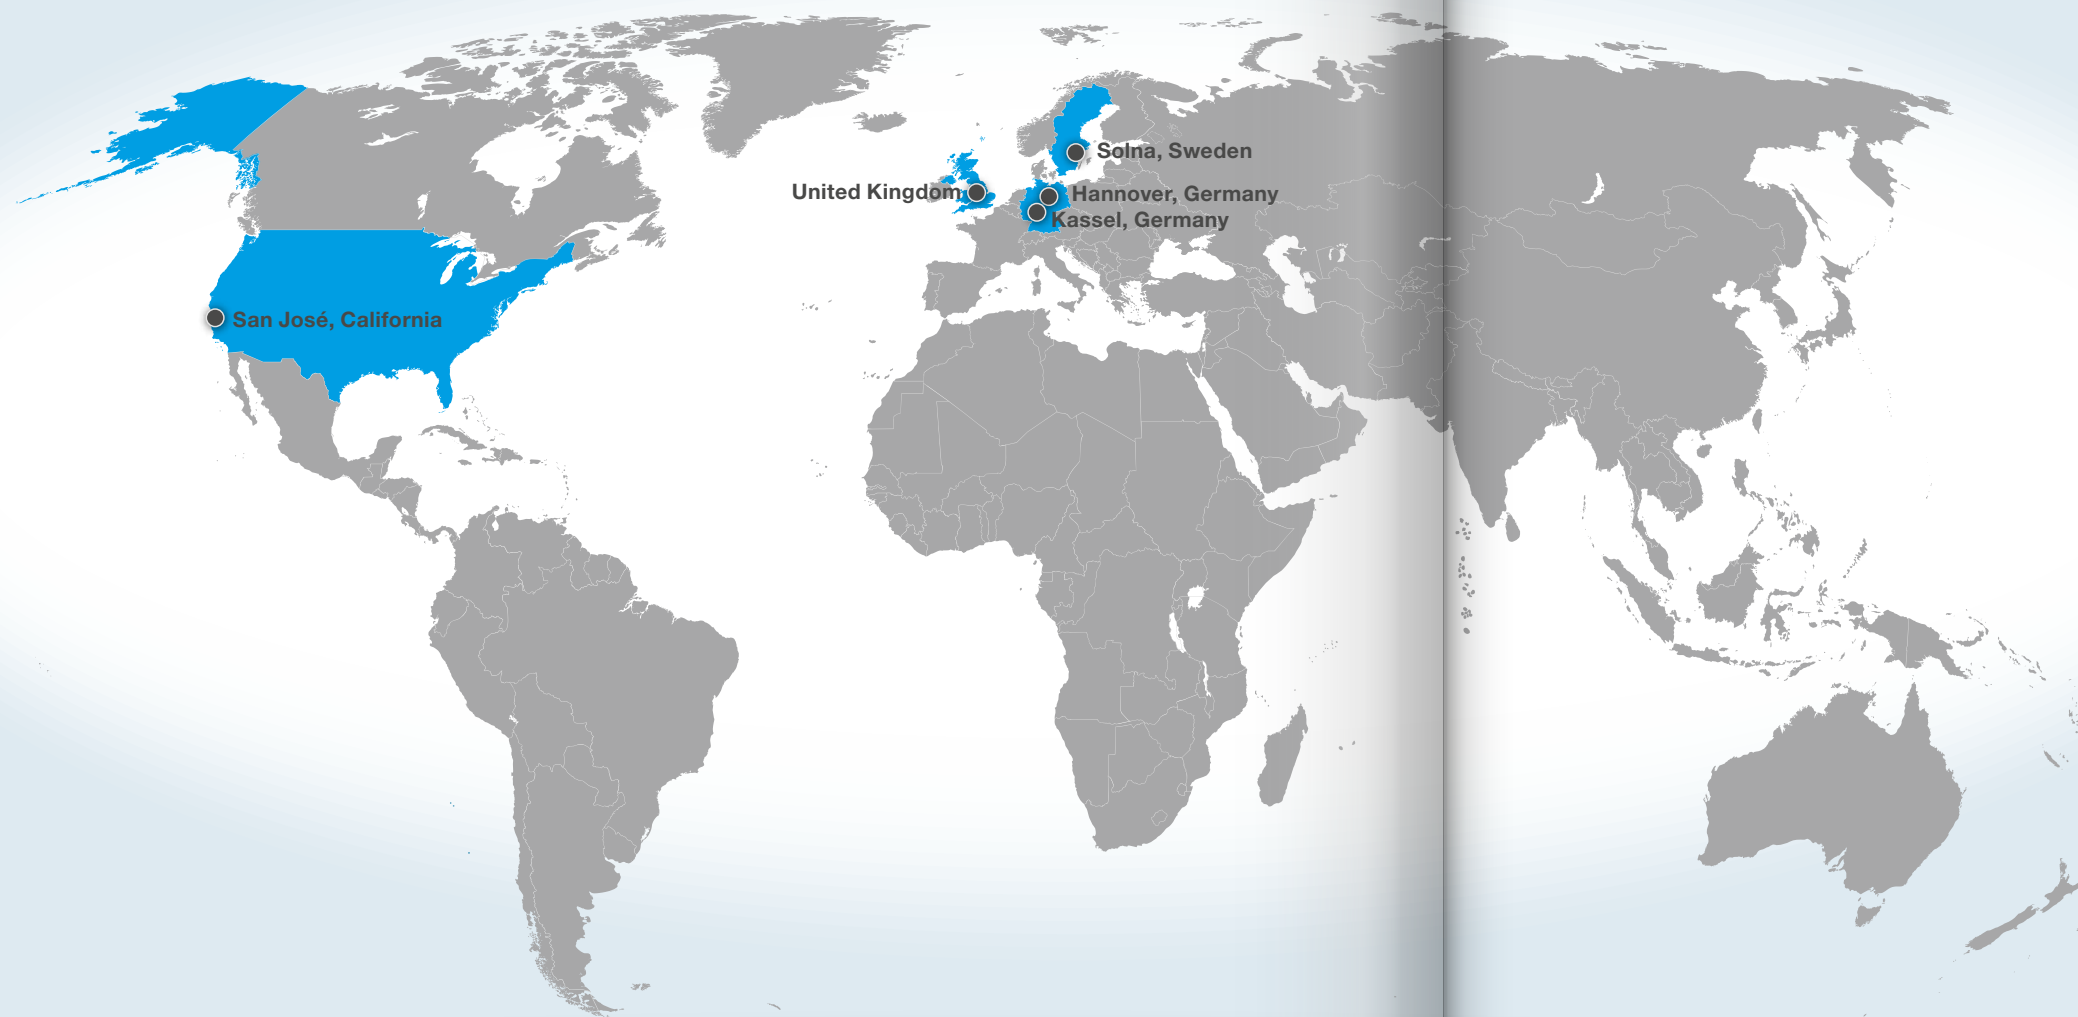 Solna, Sweden
United Kingdom
Hannover, Germany
Kassel, Germany
San José, California